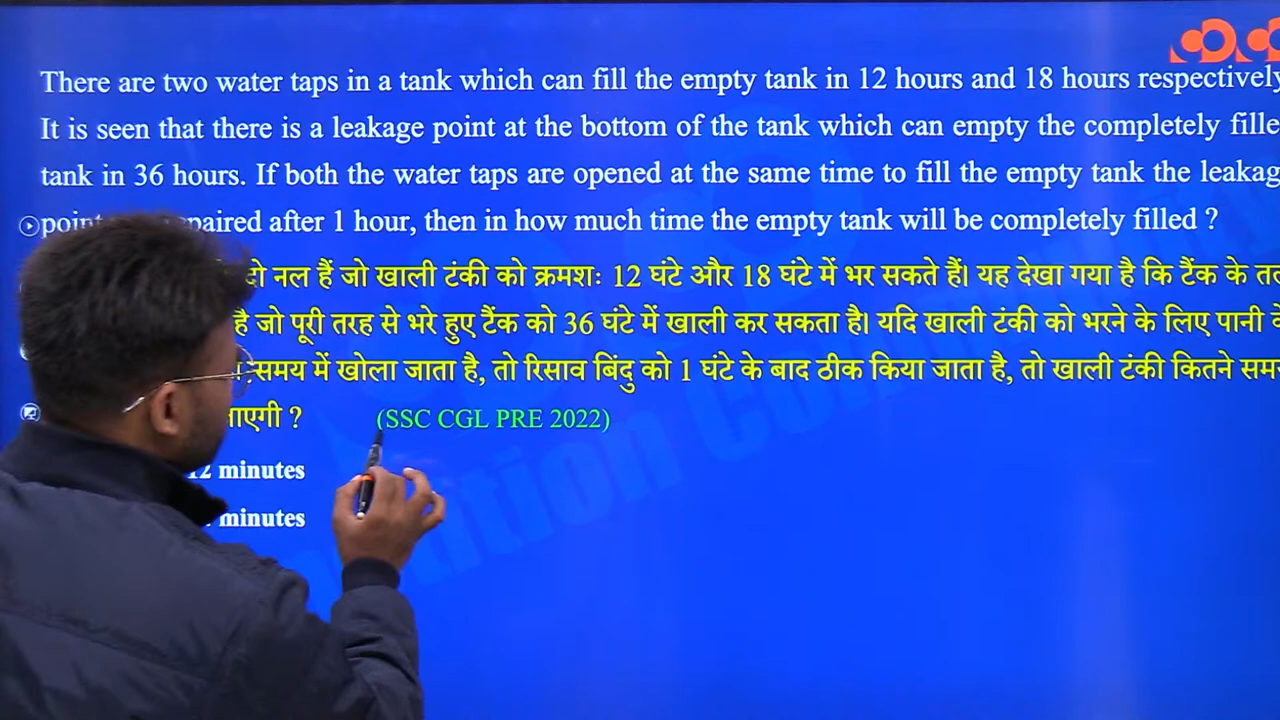 There are two water taps in a tank which can fill the empty tank in 12 hours and 18 hours respectively
It is seen that there is a leakage point at the bottom of the tank which can empty the completely fille
tank in 36 hours. If both the water taps are opened at the same time to fill the empty tank the leakag
after 1 hour, then in how much time the empty tank will be completely filled ?
दो नल हैं जो खाली टंकी को क्रमशः 12 घंटे और 18 घंटे में भर सकते हैं। यह देखा गया है कि टैंक के
है जो पूरी तरह से भरे हुए टैंक को 36 घंटे में खाली कर सकता है। यदि खाली टंकी को भरने के लिए पानी
समय में खोला जाता है, तो रिसाव बिंदु को 1 घंटे के बाद ठीक किया जाता है, तो खाली टंकी कितने
? (SSC CGL PRE 2022)
minutes
minutes